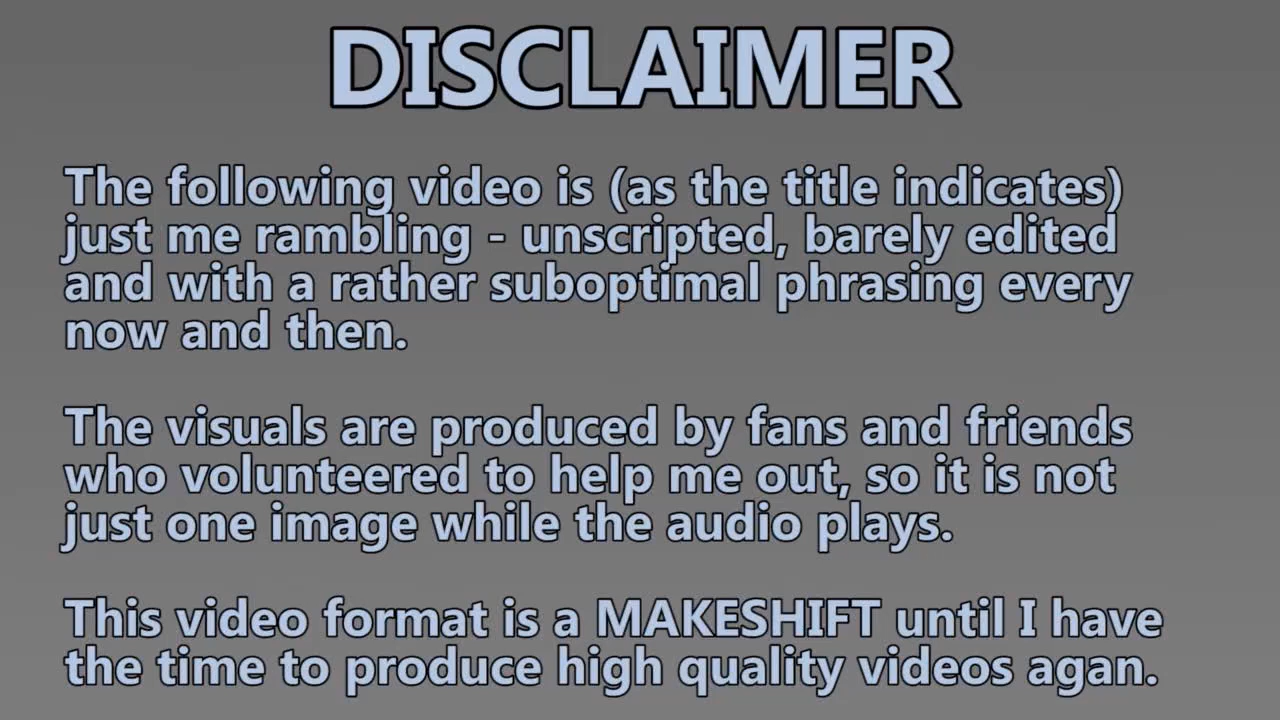 DISCLAIMER
The following video is (as the title indicates)
just me rambling - unscripted, barely edited
and with a rather suboptimal phrasing every
now and then.
The visuals are produced by fans and friends
who volunteered to help me out, so it is not
just one image while the audio plays.
This video format is a MAKESHIFT until I have
the time to produce high quality videos agan.